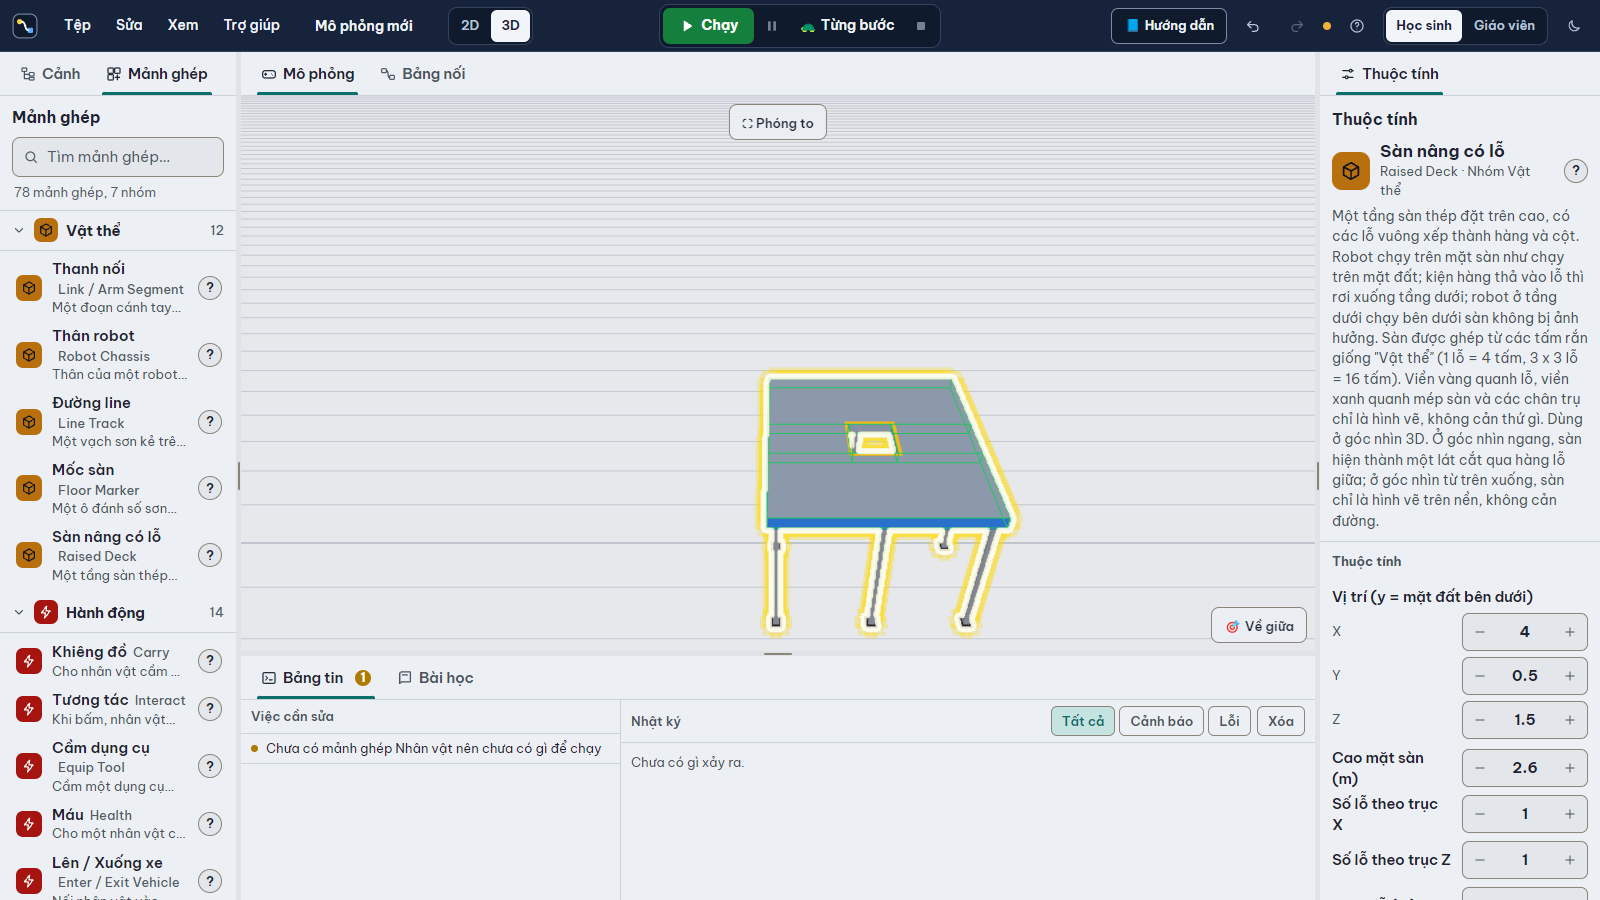 Tệp
Sửa
Xem
Trợ giúp
Mô phỏng mới
2D
3D
Chạy
Từng bước
Hướng dẫn
Học sinh
Giáo viên
Cảnh
Mảnh ghép
Mô phỏng
Bảng nối
Thuộc tính
Mảnh ghép
Tìm mảnh ghép...
78 mảnh ghép, 7 nhóm
Vật thể
12
Thanh nối
Link / Arm Segment
Một đoạn cánh tay...
?
Thân robot
Robot Chassis
Thân của một robot...
?
Đường line
Line Track
Một vạch sơn kẻ trê...
?
Mốc sàn
Floor Marker
Một ô đánh số sơn...
?
Sàn nâng có lỗ
Raised Deck
Một tầng sàn thép...
?
Hành động
14
Khiêng đồ Carry
Cho nhân vật cầm ...
?
Tương tác Interact
Khi bấm, nhân vật...
?
Cầm dụng cụ
Equip Tool
Cầm một dụng cụ...
?
Máu Health
Cho một nhân vật c...
?
Lên / Xuống xe
Enter / Exit Vehicle
?
Phóng to
Về giữa
Bảng tin
1
Bài học
Việc cần sửa
Chưa có mảnh ghép Nhân vật nên chưa có gì để chạy
Nhật ký
Tất cả
Cảnh báo
Lỗi
Xóa
Chưa có gì xảy ra.
Thuộc tính
Sàn nâng có lỗ
Raised Deck · Nhóm Vật
thể
?
Một tầng sàn thép đặt trên cao, có
các lỗ vuông xếp thành hàng và cột.
Robot chạy trên mặt sàn như chạy
trên mặt đất; kiện hàng thả vào lỗ thì
rơi xuống tầng dưới; robot ở tầng
dưới chạy bên dưới sàn không bị ảnh
hưởng. Sàn được ghép từ các tấm rắn
giống "Vật thể" (1 lỗ = 4 tấm, 3 x 3 lỗ
= 16 tấm). Viền vàng quanh lỗ, viền
xanh quanh mép sàn và các chân trụ
chỉ là hình vẽ, không cản thứ gì. Dùng
ở góc nhìn 3D. Ở góc nhìn ngang, sàn
hiện thành một lát cắt qua hàng lỗ
giữa; ở góc nhìn từ trên xuống, sàn
chỉ là hình vẽ trên nền, không cản
đường.
Thuộc tính
Vị trí (y = mặt đất bên dưới)
X
− 4 +
Y
− 0.5 +
Z
− 1.5 +
Cao mặt sàn
(m)
− 2.6 +
Số lỗ theo trục
X
− 1 +
Số lỗ theo trục Z
− 1 +